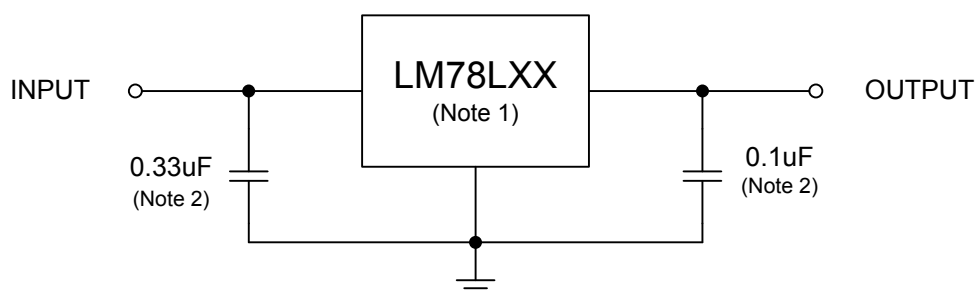 LM78LXX
(Note 1)
INPUT
OUTPUT
0.33uF
(Note 2)
0.1uF
(Note 2)